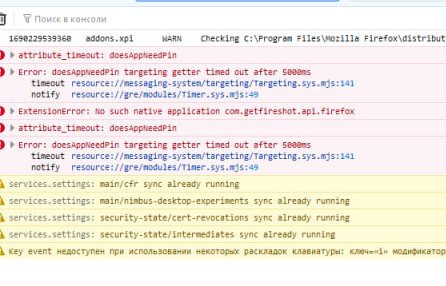 Поиск в консоли
1690229539360 addons.xpi WARN Checking C:\Program Files\Mozilla Firefox\distribut
attribute_timeout: doesAppNeedPin
Error: doesAppNeedPin targeting getter timed out after 5000ms
timeout resource://messaging-system/targeting/Targeting.sys.mjs:141
notify resource://gre/modules/Timer.sys.mjs:49
ExtensionError: No such native application com.getfireshot.api.firefox
attribute_timeout: doesAppNeedPin
Error: doesAppNeedPin targeting getter timed out after 5000ms
timeout resource://messaging-system/targeting/Targeting.sys.mjs:141
notify resource://gre/modules/Timer.sys.mjs:49
services.settings: main/cfr sync already running
services.settings: main/nimbus-desktop-experiments sync already running
services.settings: security-state/cert-revocations sync already running
services.settings: security-state/intermediates sync already running
Key event недоступен при использовании некоторых раскладок клавиатуры: ключ=«i» модификатор